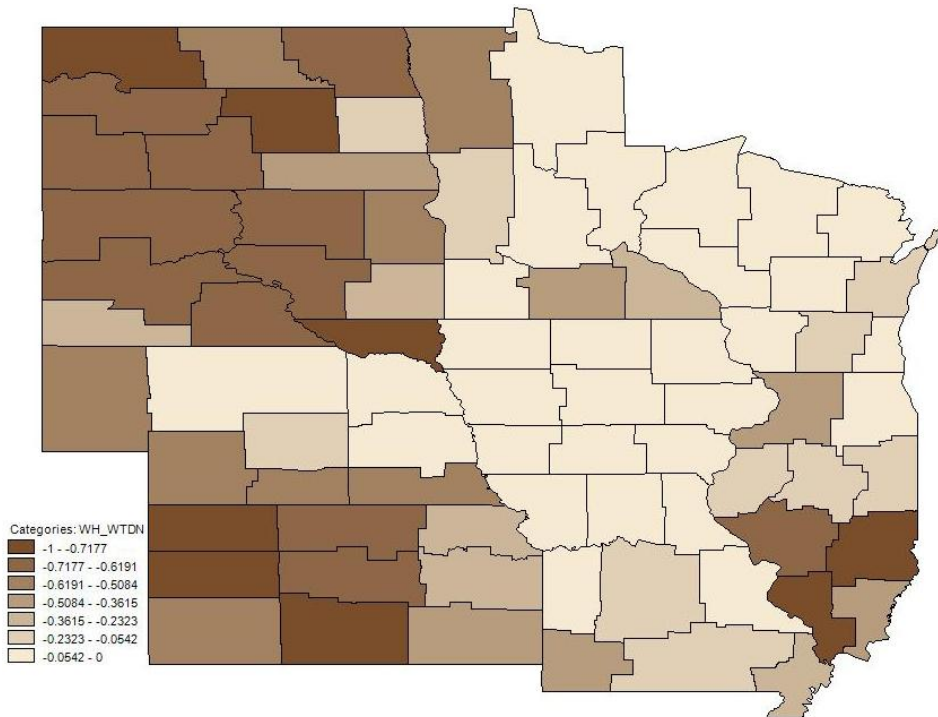 Categories: WH_WTDN
-1 - -0.7177
-0.7177 - -0.6191
-0.6191 - -0.5084
-0.5084 - -0.3615
-0.3615 - -0.2323
-0.2323 - -0.0542
-0.0542 - 0